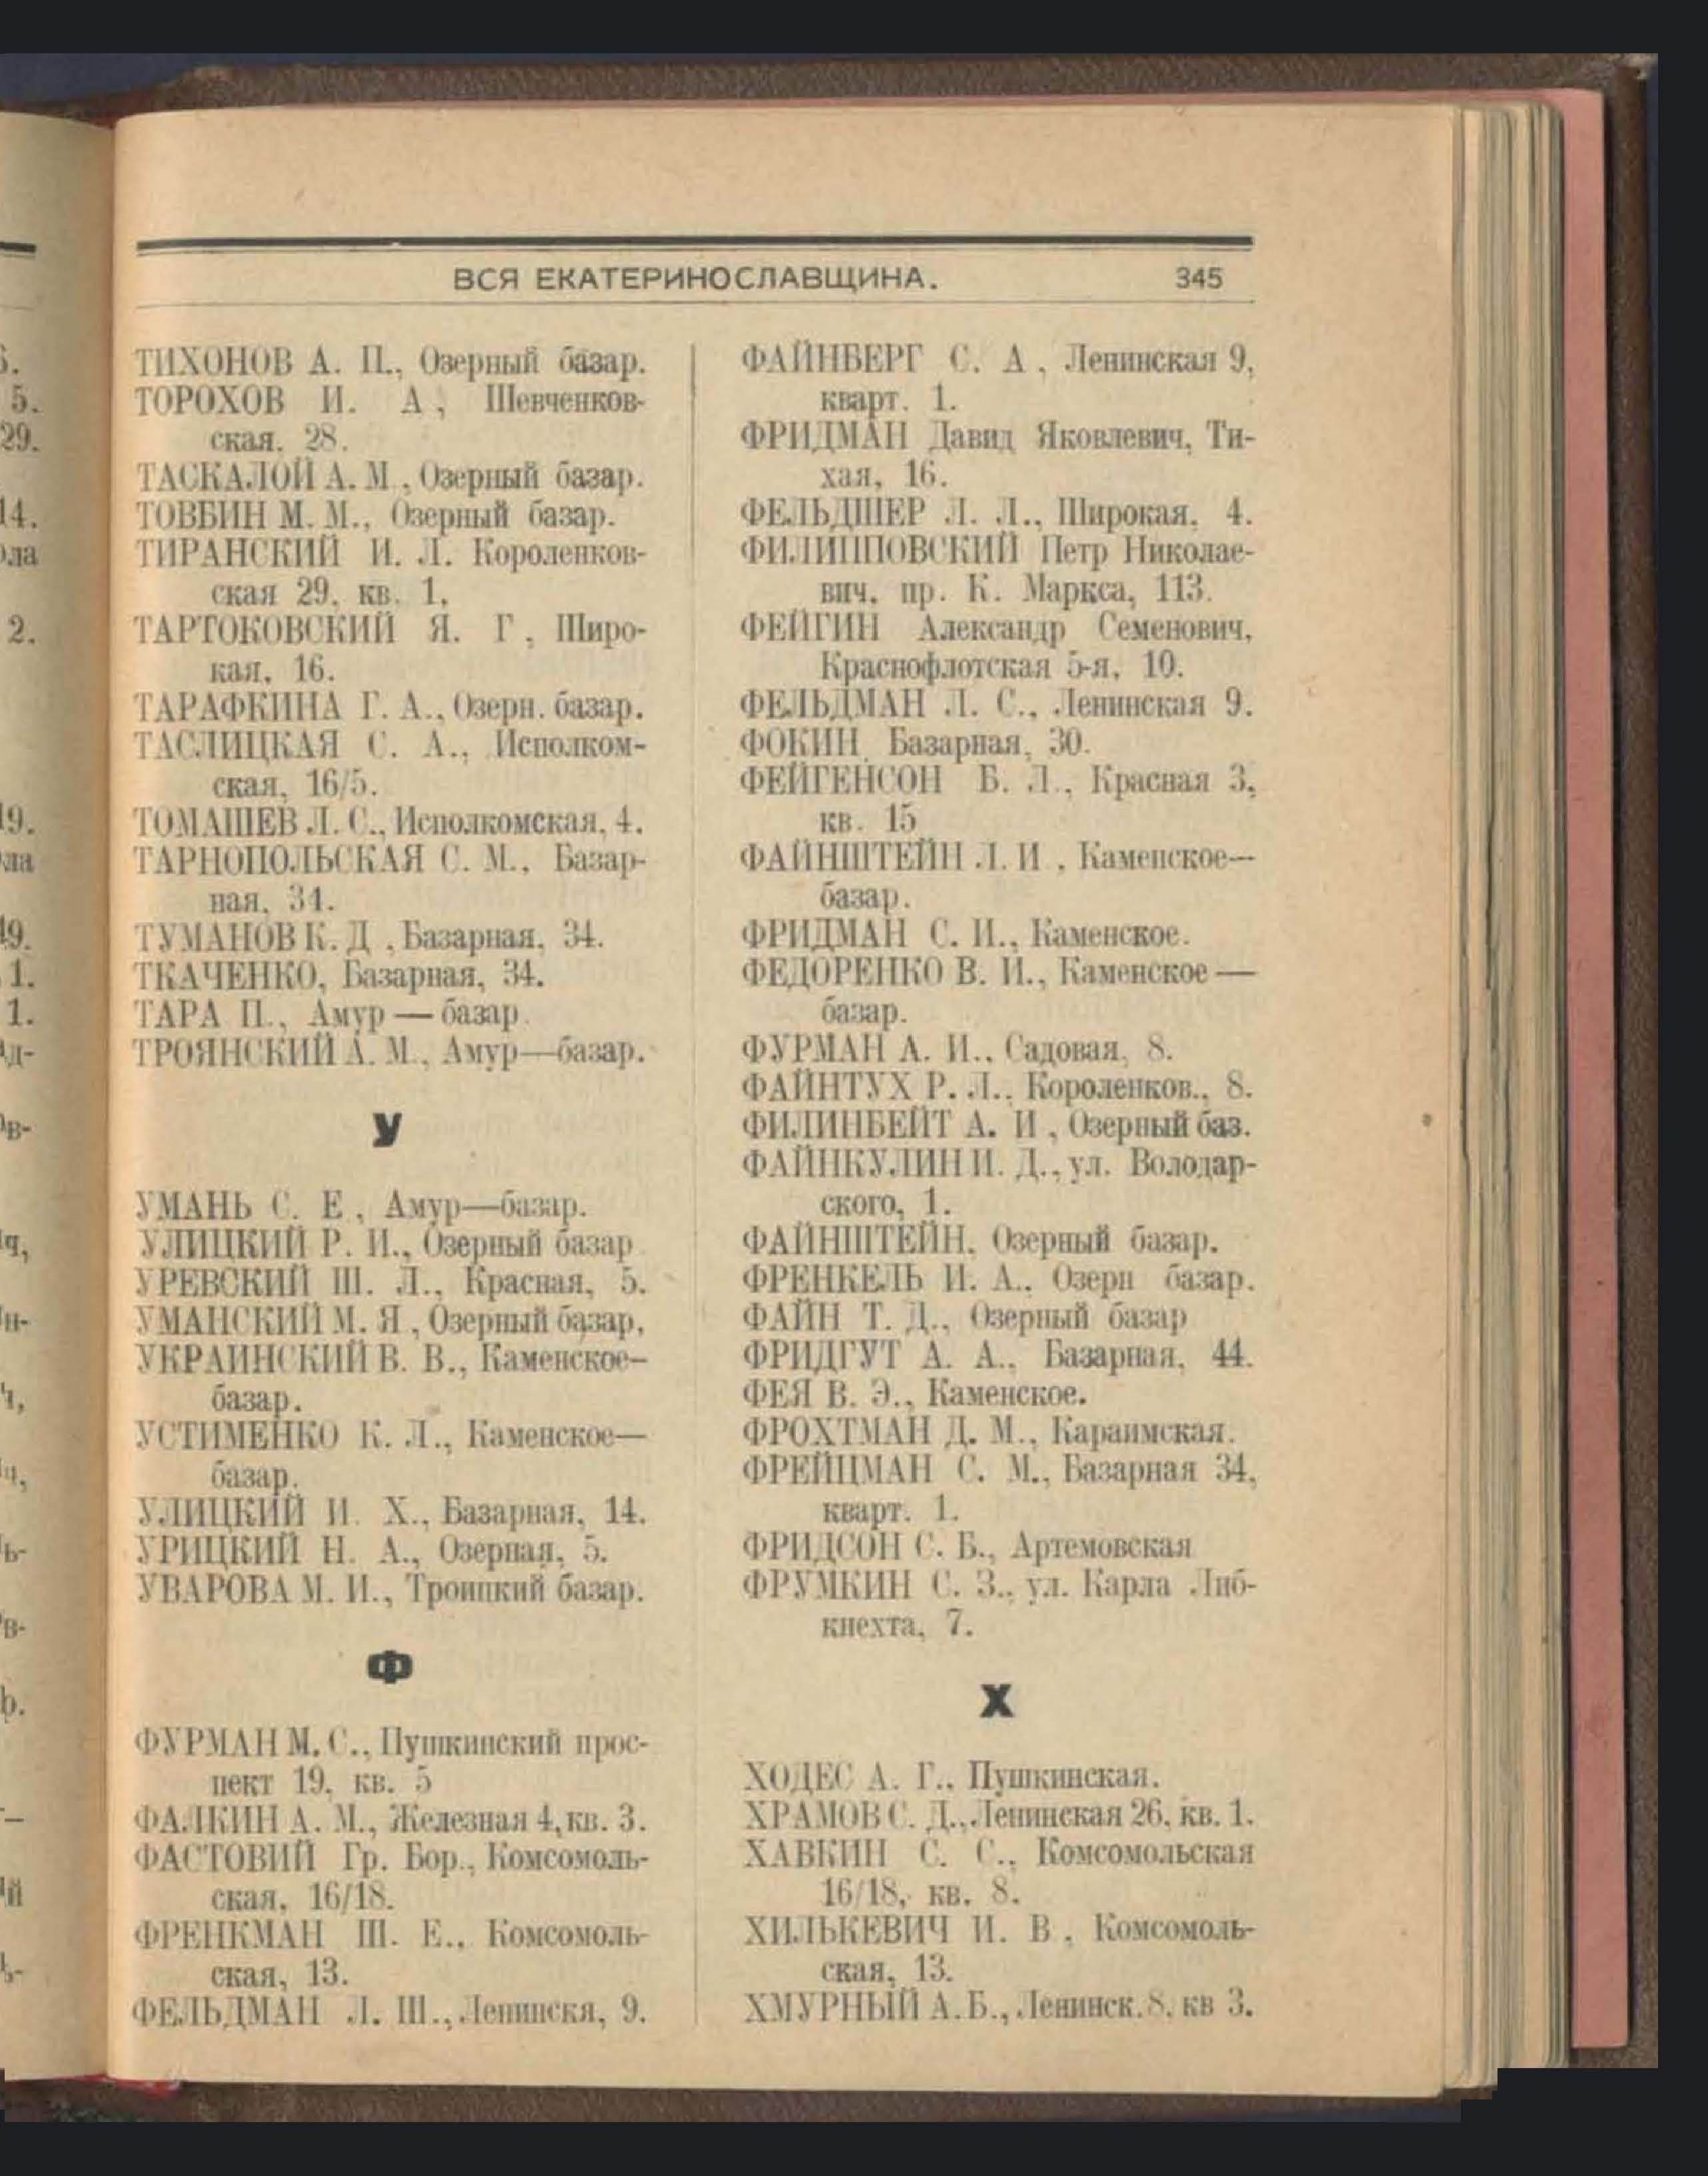 ВСЯ ЕКАТЕРИНОСЛАВЩИНА. 345
ТИХОНОВ А. П., Озерный базар.
ТОРОХОВ И. А , Шевченков-
ская. 28.
ТАСКАЛОЙ А. М , Озерный базар.
ТОВБИН М. М., Озерный базар.
ТИРАНСКИЙ И. Л. Короленков-
ская 29. кв. 1.
ТАРТОКОВСКИЙ Я. Г , Широ-
кая, 16.
ТАРАФКИНА Г. А., Озерн. базар.
ТАСЛИЦКАЯ С. А., Исполком-
ская, 16/5.
ТОМАШЕВ Л. С., Исполкомская, 4.
ТАРНОПОЛЬСКАЯ С. М., Базар-
ная, 34.
ТУМАНОВ К. Д , Базарная, 34.
ТКАЧЕНКО, Базарная, 34.
ТАРА П., Амур — базар.
ТРОЯНСКИЙ А. М., Амур—базар.
У
УМАНЬ С. Е , Амур—базар.
УЛИЦКИЙ Р. И., Озерный базар
УРЕВСКИЙ Ш. Л., Красная, 5.
УМАНСКИЙ М. Я , Озерный базар.
УКРАИНСКИЙ В. В., Каменское—
базар.
УСТИМЕНКО К. Л., Каменское—
базар.
УЛИЦКИЙ И. Х., Базарная, 14.
УРИЦКИЙ Н. А., Озерная, 5.
УВАРОВА М. И., Троицкий базар.
Ф
ФУРМАН М. С., Пушкинский прос-
пект 19, кв. 5
ФАЛКИН А. М., Железная 4, кв. 3.
ФАСТОВИЙ Гр. Бор., Комсомоль-
ская, 16/18.
ФРЕНКМАН Ш. Е., Комсомоль-
ская, 13.
ФЕЛЬДМАН Л. Ш., Ленинскя, 9.
ФАЙНБЕРГ С. А , Ленинская 9,
кварт. 1.
ФРИДМАН Давид Яковлевич, Ти-
хая, 16.
ФЕЛЬДШЕР Л. Л., Широкая, 4.
ФИЛИППОВСКИЙ Петр Николае-
вич, пр. К. Маркса, 113.
ФЕЙГИН Александр Семенович,
Краснофлотская 5-я, 10.
ФЕЛЬДМАН Л. С., Ленинская 9.
ФОКИН Базарная, 30.
ФЕЙГЕНСОН Б. Л., Красная 3,
кв. 15
ФАЙНШТЕЙН Л. И , Каменское—
базар.
ФРИДМАН С. И., Каменское.
ФЕДОРЕНКО В. И., Каменское —
базар.
ФУРМАН А. И., Садовая, 8.
ФАЙНТУХ Р. Л., Короленков., 8.
ФИЛИНБЕЙТ А. И , Озерный баз.
ФАЙНКУЛИН И. Д., ул. Володар-
ского, 1.
ФАЙНШТЕЙН. Озерный базар.
ФРЕНКЕЛЬ И. А., Озерн базар.
ФАЙН Т. Д., Озерный базар
ФРИДГУТ А. А., Базарная, 44.
ФЕЯ В. Э., Каменское.
ФРОХТМАН Д. М., Караимская.
ФРЕЙЦМАН С. М., Базарная 34,
кварт. 1.
ФРИДСОН С. Б., Артемовская
ФРУМКИН С. З., ул. Карла Либ-
кнехта, 7.
Х
ХОДЕС А. Г., Пушкинская.
ХРАМОВ С. Д., Ленинская 26, кв. 1.
ХАВКИН С. С., Комсомольская
16/18, кв. 8.
ХИЛЬКЕВИЧ И. В , Комсомоль-
ская, 13.
ХМУРНЫЙ А. Б., Ленинск. 8. кв 3.